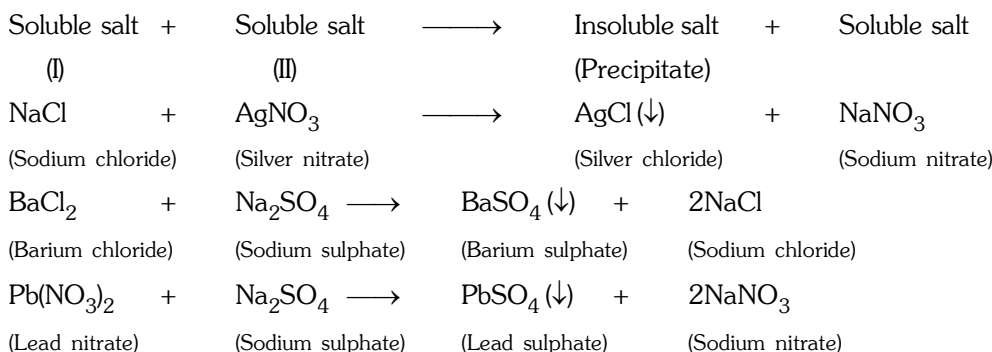 Soluble salt + Soluble salt ⟶ Insoluble salt + Soluble salt
(I) (II) (Precipitate)
NaCl + AgNO₃ ⟶ AgCl(↓) + NaNO₃
(Sodium chloride) (Silver nitrate) (Silver chloride) (Sodium nitrate)
BaCl₂ + Na₂SO₄ ⟶ BaSO₄(↓) + 2NaCl
(Barium chloride) (Sodium sulphate) (Barium sulphate) (Sodium chloride)
Pb(NO₃)₂ + Na₂SO₄ ⟶ PbSO₄(↓) + 2NaNO₃
(Lead nitrate) (Sodium sulphate) (Lead sulphate) (Sodium nitrate)